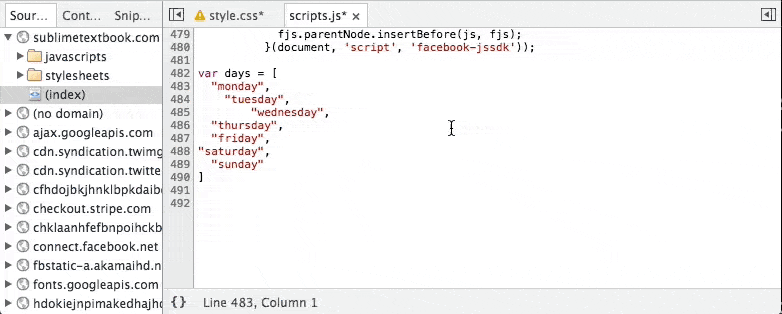 Sour... Cont... Snip...
sublimetextbook.com
javascripts
stylesheets
(index)
(no domain)
ajax.googleapis.com
cdn.syndication.twimg
cdn.syndication.twitte
cfhdojbkjhnklbpkdaibo
checkout.stripe.com
chklaanhfefbnpoihckb
connect.facebook.net
fbstatic-a.akamaihd.n
fonts.googleapis.com
hdokiejnpimakedhajhd
style.css* scripts.js* ×
479 fjs.parentNode.insertBefore(js, fjs);
480 }(document, 'script', 'facebook-jssdk'));
481
482 var days = [
483 "monday",
484 "tuesday",
485 "wednesday",
486 "thursday",
487 "friday",
488 "saturday",
489 "sunday"
490 ]
491
492
{} Line 483, Column 1